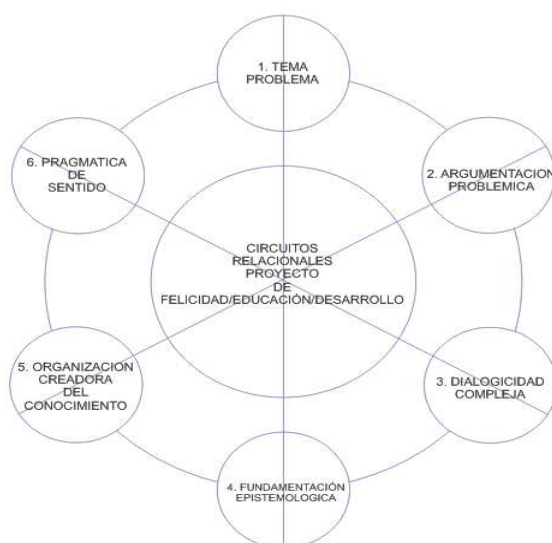 1. TEMA
PROBLEMA
2. ARGUMENTACION
PROBLEMICA
3. DIALOGICIDAD
COMPLEJA
4. FUNDAMENTACIÓN
EPISTEMOLOGICA
5. ORGANIZACION
CREADORA
DEL
CONOCIMIENTO
6. PRAGMATICA
DE
SENTIDO
CIRCUITOS
RELACIONALES
PROYECTO
DE
FELICIDAD/EDUCACIÓN/DESARROLLO